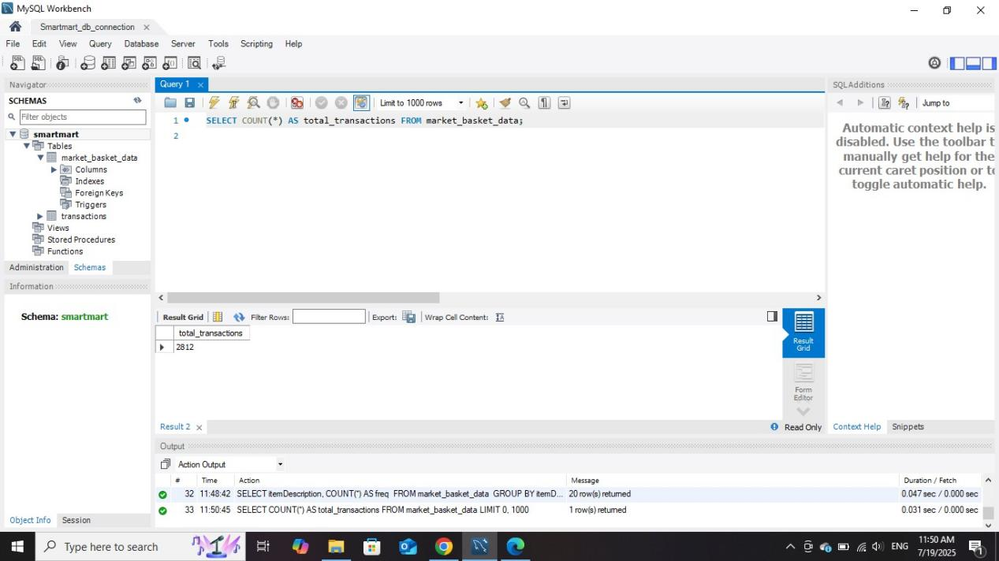 MySQL Workbench
Smartmart_db_connection
File Edit View Query Database Server Tools Scripting Help
Navigator
SCHEMAS
Filter objects
smartmart
Tables
market_basket_data
Columns
Indexes
Foreign Keys
Triggers
transactions
Views
Stored Procedures
Functions
Administration Schemas
Information
Schema: smartmart
Object Info Session
Query 1
Limit to 1000 rows
1 SELECT COUNT(*) AS total_transactions FROM market_basket_data;
2
Result Grid Filter Rows: Export: Wrap Cell Content:
total_transactions
2812
Result Grid
Form Editor
Result 2 Read Only
SQLAdditions
Jump to
Automatic context help is
disabled. Use the toolbar t
manually get help for the
current caret position or to
toggle automatic help.
Context Help Snippets
Output
Action Output
# Time Action Message Duration / Fetch
32 11:48:42 SELECT itemDescription, COUNT(*) AS freq FROM market_basket_data GROUP BY itemD... 20 row(s) returned 0.047 sec / 0.000 sec
33 11:50:45 SELECT COUNT(*) AS total_transactions FROM market_basket_data LIMIT 0, 1000 1 row(s) returned 0.031 sec / 0.000 sec
Type here to search
ENG
11:50 AM
7/19/2025
1